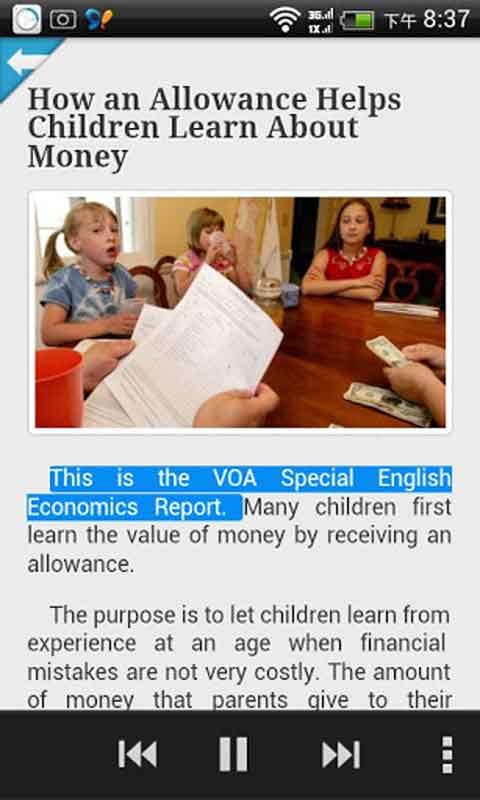 3G
1X
下午 8:37
How an Allowance Helps
Children Learn About
Money
This is the VOA Special English
Economics Report. Many children first
learn the value of money by receiving an
allowance.
The purpose is to let children learn from
experience at an age when financial
mistakes are not very costly. The amount
of money that parents give to their